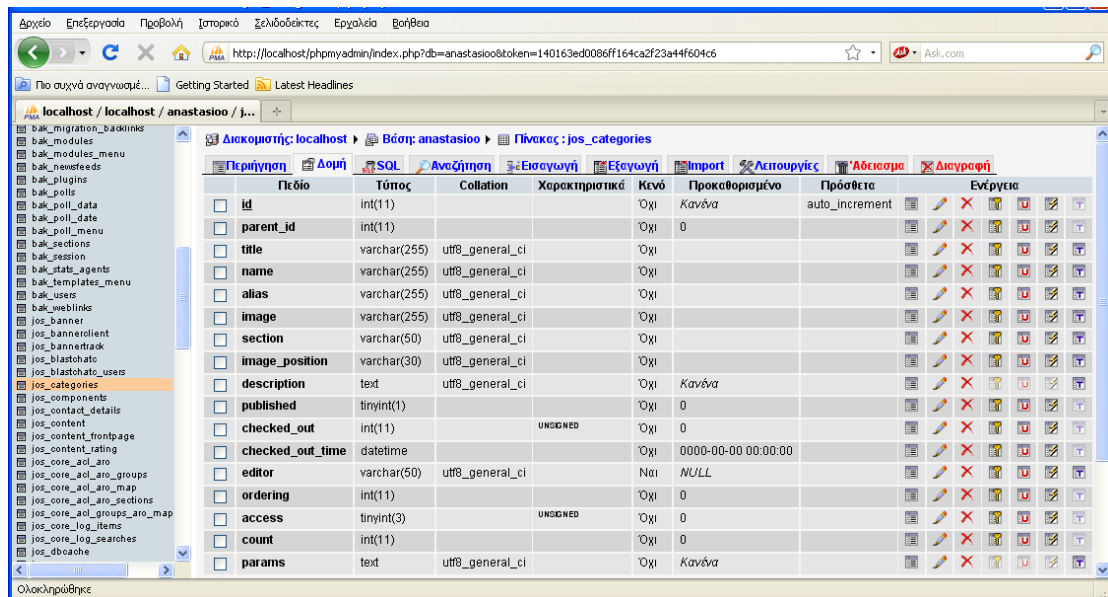 Αρχείο Επεξεργασία Προβολή Ιστορικό Σελιδοδείκτες Εργαλεία Βοήθεια
http://localhost/phpmyadmin/index.php?db=anastasioo&token=140163ed0086ff164ca2f23a44f604c6 Ask.com
Πιο συχνά αναγνωσμέ... Getting Started Latest Headlines
localhost / localhost / anastasioo / j...
bak_migration_backlinks
bak_modules
bak_modules_menu
bak_newsfeeds
bak_plugins
bak_polls
bak_poll_data
bak_poll_date
bak_poll_menu
bak_sections
bak_session
bak_stats_agents
bak_templates_menu
bak_users
bak_weblinks
jos_banner
jos_bannerclient
jos_bannertrack
jos_blastchatc
jos_blastchatc_users
jos_categories
jos_components
jos_contact_details
jos_content
jos_content_frontpage
jos_content_rating
jos_core_acl_aro
jos_core_acl_aro_groups
jos_core_acl_aro_map
jos_core_acl_aro_sections
jos_core_acl_groups_aro_map
jos_core_log_items
jos_core_log_searches
jos_dbcache
Διακομιστής: localhost Βάση: anastasioo Πίνακας : jos_categories
Περιήγηση Δομή SQL Αναζήτηση Εισαγωγή Εξαγωγή Import Λειτουργίες 'Αδειασμα Διαγραφή
Πεδίο Τύπος Collation Χαρακτηριστικά Κενό Προκαθορισμένο Πρόσθετα Ενέργεια
id int(11) Όχι Κανένα auto_increment
parent_id int(11) Όχι 0
title varchar(255) utf8_general_ci Όχι
name varchar(255) utf8_general_ci Όχι
alias varchar(255) utf8_general_ci Όχι
image varchar(255) utf8_general_ci Όχι
section varchar(50) utf8_general_ci Όχι
image_position varchar(30) utf8_general_ci Όχι
description text utf8_general_ci Όχι Κανένα
published tinyint(1) Όχι 0
checked_out int(11) UNSIGNED Όχι 0
checked_out_time datetime Όχι 0000-00-00 00:00:00
editor varchar(50) utf8_general_ci Ναι NULL
ordering int(11) Όχι 0
access tinyint(3) UNSIGNED Όχι 0
count int(11) Όχι 0
params text utf8_general_ci Όχι Κανένα
Ολοκληρώθηκε